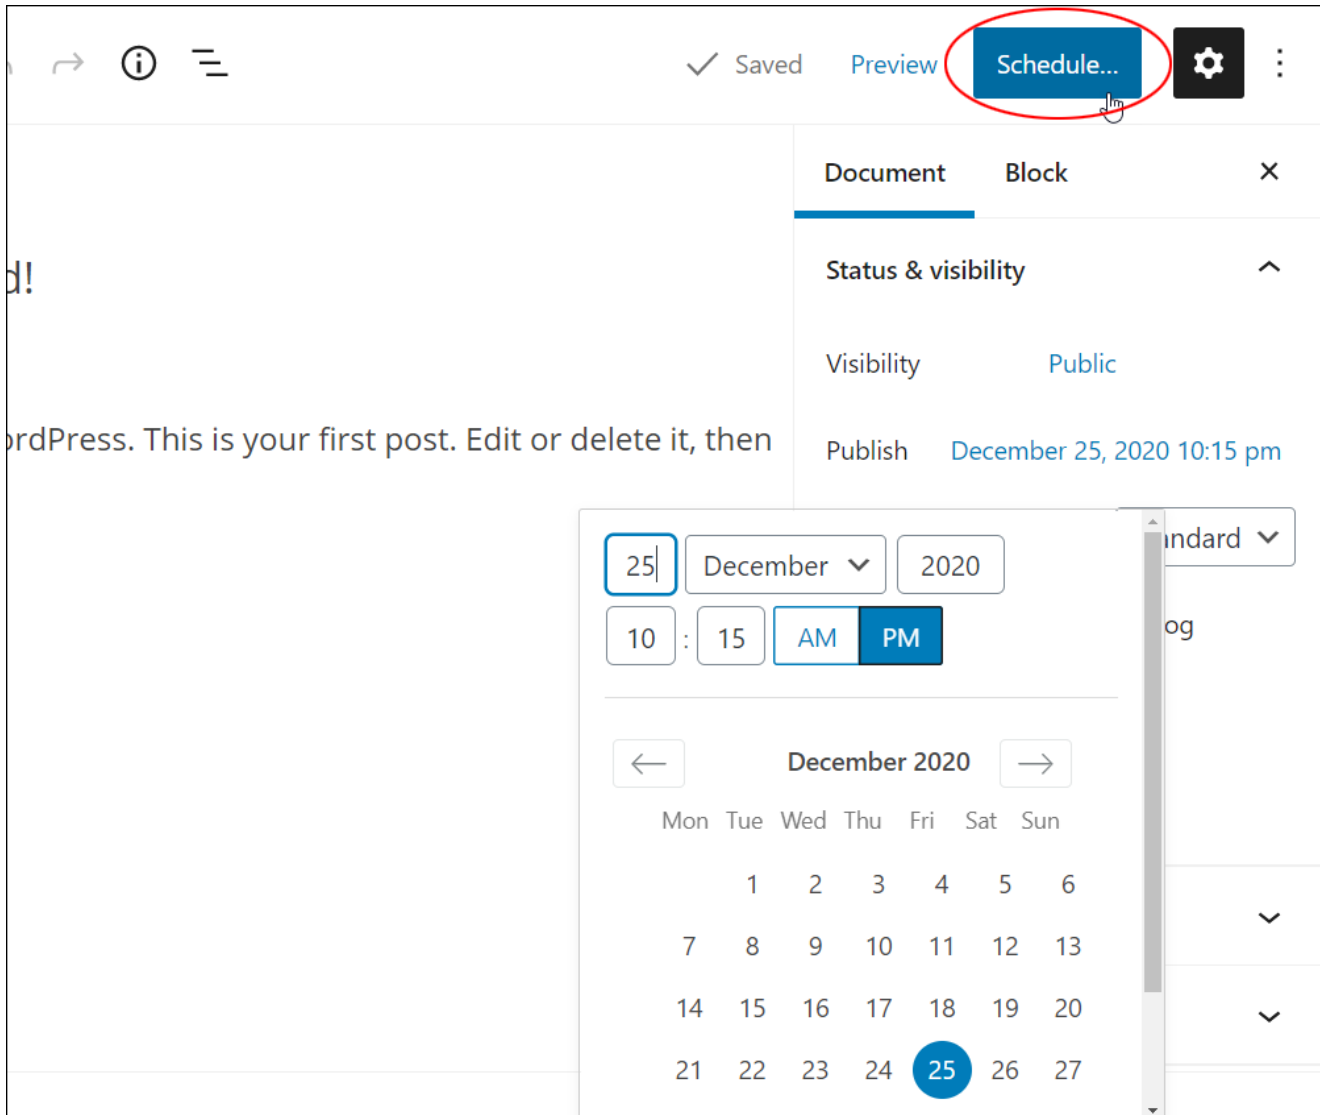 Saved Preview Schedule...
Document Block
Status & visibility
d!
Visibility Public
ordPress. This is your first post. Edit or delete it, then
Publish December 25, 2020 10:15 pm
ndard
25 December 2020
og
10 : 15 AM PM
December 2020
Mon Tue Wed Thu Fri Sat Sun
1 2 3 4 5 6
7 8 9 10 11 12 13
14 15 16 17 18 19 20
21 22 23 24 25 26 27